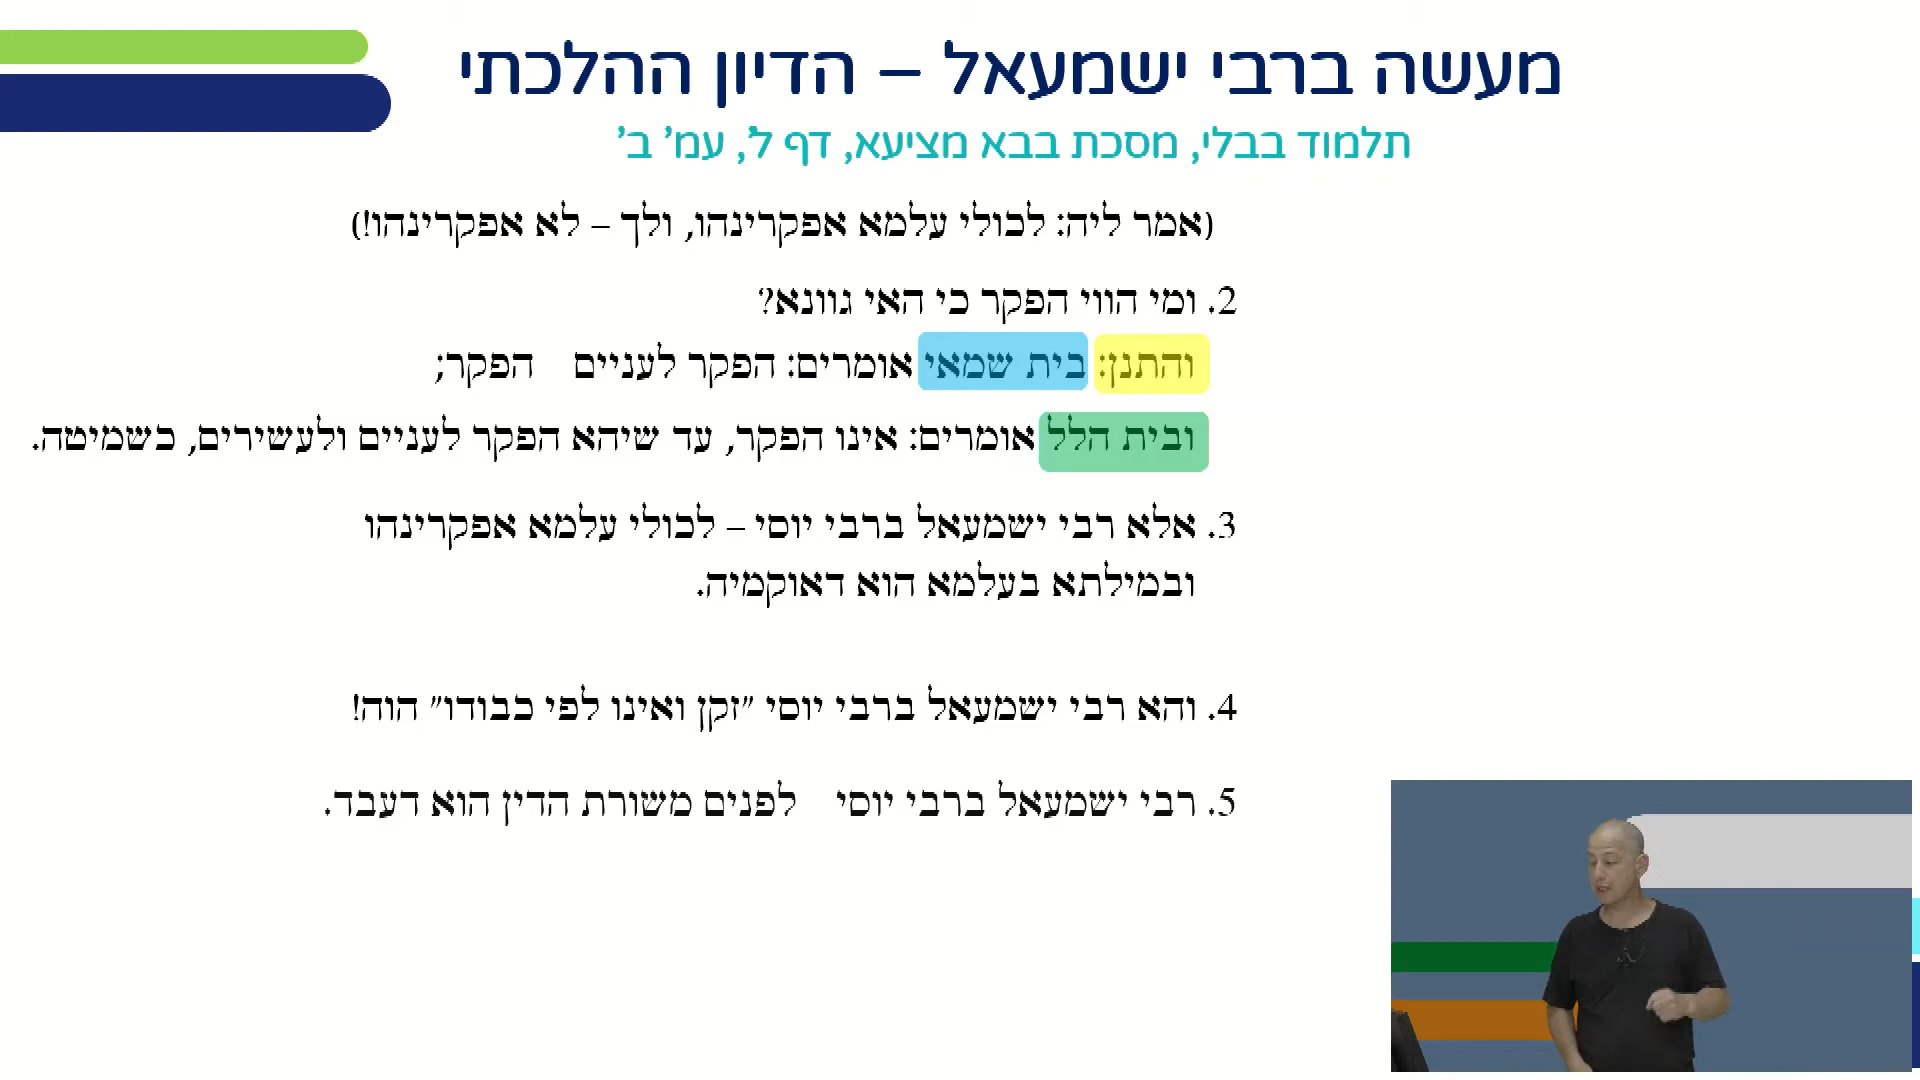 מעשה ברבי ישמעאל – הדיון ההלכתי
תלמוד בבלי, מסכת בבא מציעא, דף ל', עמ' ב'
(אמר ליה: לכולי עלמא אפקרינהו, ולך – לא אפקרינהו!)
2. ומי הווי הפקר כי האי גוונא?
והתנן: בית שמאי אומרים: הפקר לעניים הפקר;
ובית הלל אומרים: אינו הפקר, עד שיהא הפקר לעניים ולעשירים, כשמיטה.
3. אלא רבי ישמעאל ברבי יוסי – לכולי עלמא אפקרינהו
ובמילתא בעלמא הוא דאוקמיה.
4. והא רבי ישמעאל ברבי יוסי "זקן ואינו לפי כבודו" הוה!
5. רבי ישמעאל ברבי יוסי לפנים משורת הדין הוא דעבד.